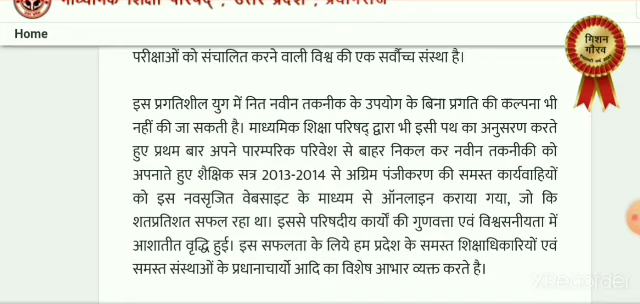 माध्यमिक शिक्षा परिषद् , उत्तर प्रदेश , प्रयागराज
Home
मिशन
गौरव
परीक्षाओं को संचालित करने वाली विश्व की एक सर्वोच्च संस्था है।
इस प्रगतिशील युग में नित नवीन तकनीक के उपयोग के बिना प्रगति की कल्पना भी
नहीं की जा सकती है। माध्यमिक शिक्षा परिषद् द्वारा भी इसी पथ का अनुसरण करते
हुए प्रथम बार अपने पारम्परिक परिवेश से बाहर निकल कर नवीन तकनीकी को
अपनाते हुए शैक्षिक सत्र 2013-2014 से अग्रिम पंजीकरण की समस्त कार्यवाहियों
को इस नवसृजित वेबसाइट के माध्यम से ऑनलाइन कराया गया, जो कि
शतप्रतिशत सफल रहा था। इससे परिषदीय कार्यो की गुणवत्ता एवं विश्वसनीयता में
आशातीत वृद्धि हुई। इस सफलता के लिये हम प्रदेश के समस्त शिक्षाधिकारियों एवं
समस्त संस्थाओं के प्रधानाचार्यो आदि का विशेष आभार व्यक्त करते है।
XRecorder